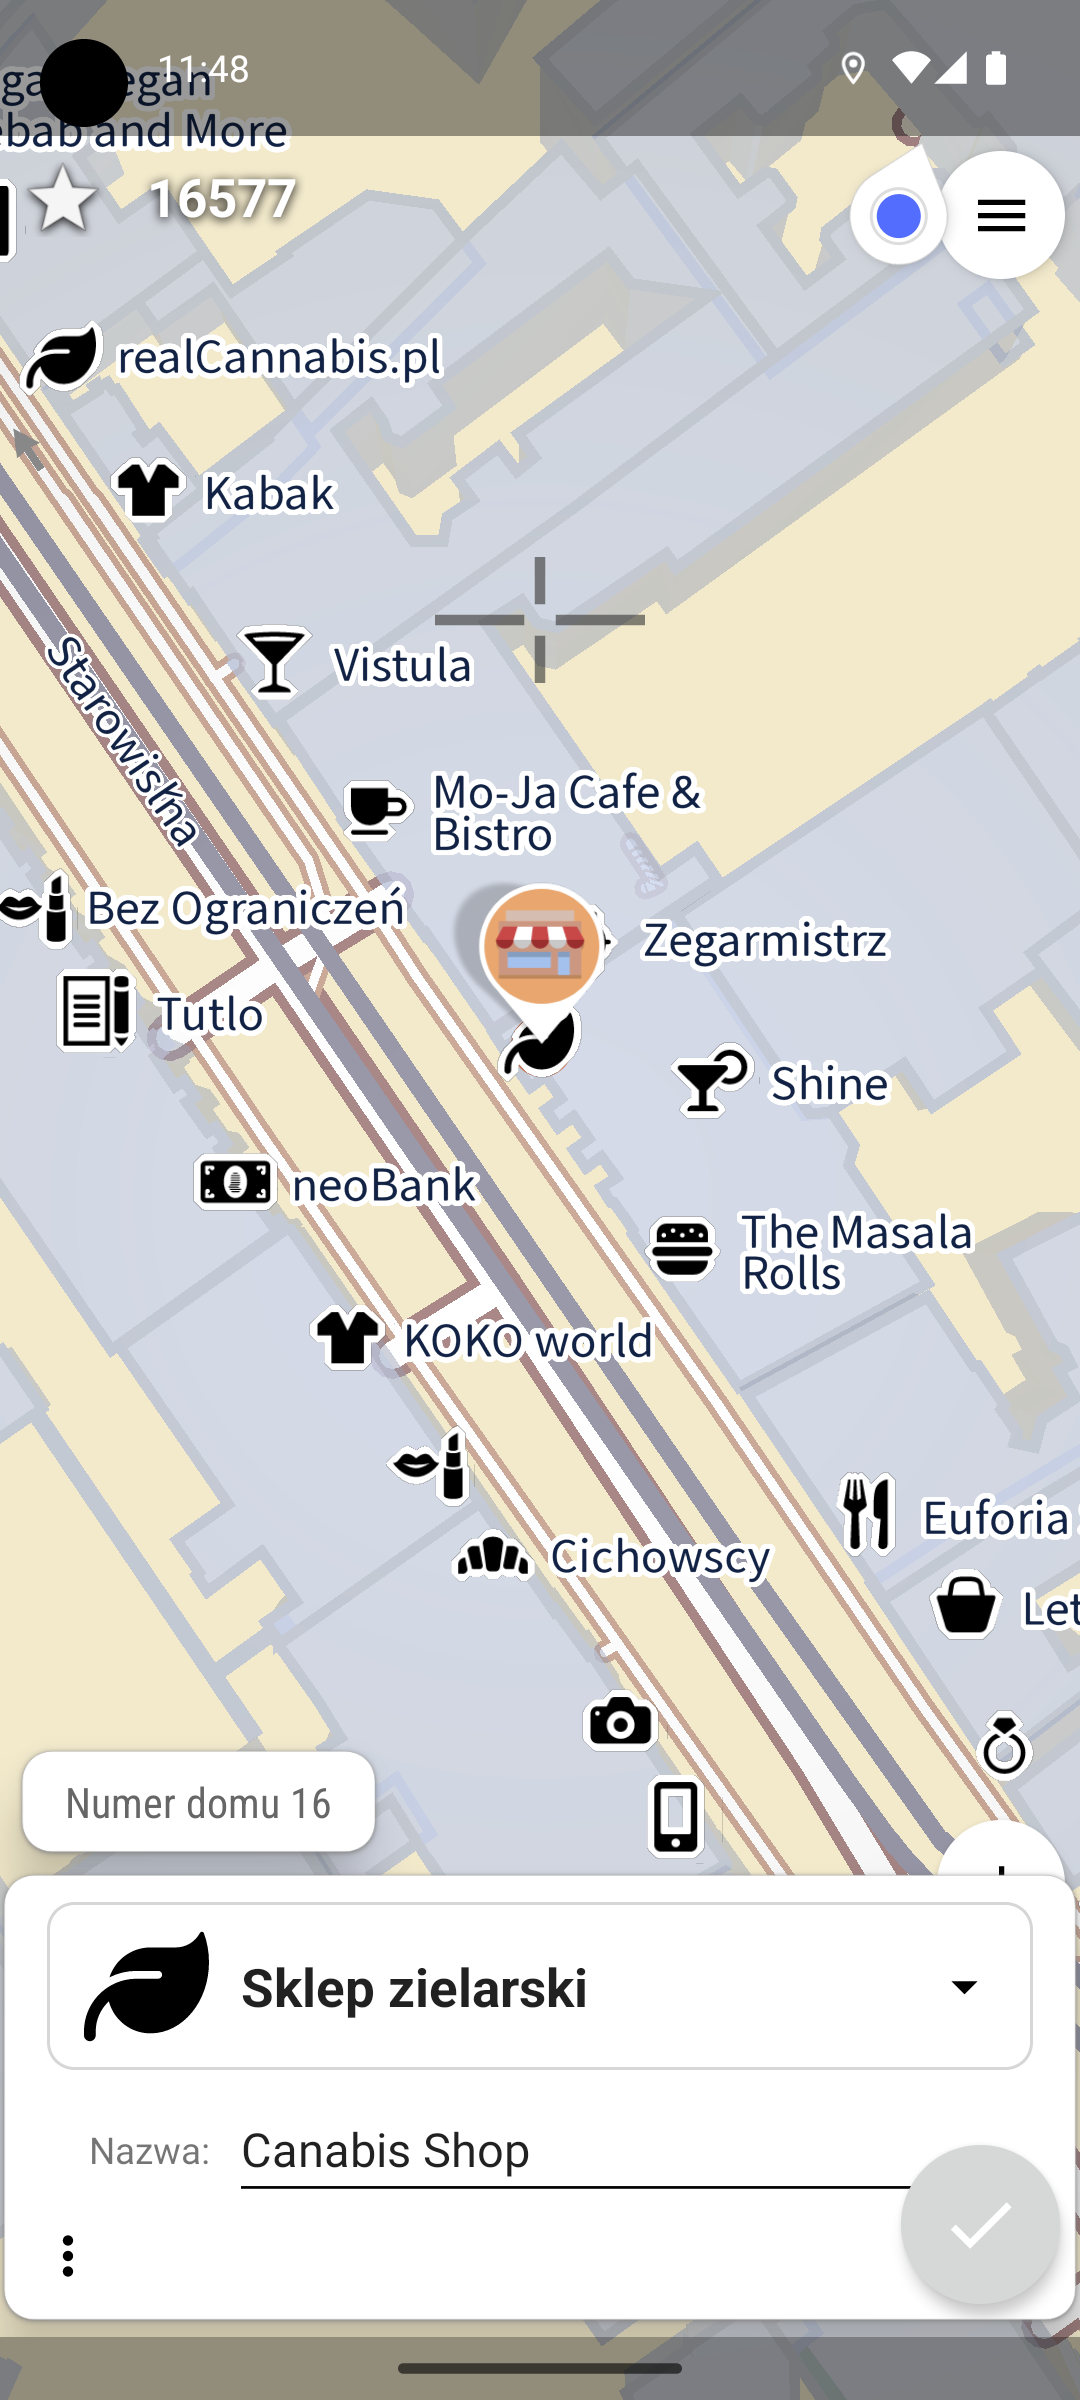 11:48
ebab and More
16577
realCannabis.pl
Kabak
Vistula
Starowiślna
Mo-Ja Cafe &
Bistro
Bez Ograniczeń
Zegarmistrz
Tutlo
Shine
neoBank
The Masala
Rolls
KOKO world
Euforia
Cichowscy
Let
Numer domu 16
Sklep zielarski
Nazwa: Canabis Shop